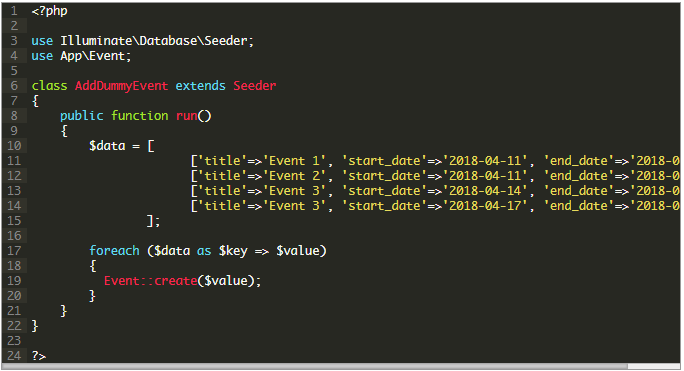 1 <?php
2
3 use Illuminate\Database\Seeder;
4 use App\Event;
5
6 class AddDummyEvent extends Seeder
7 {
8     public function run()
9     {
10         $data = [
11                       ['title'=>'Event 1', 'start_date'=>'2018-04-11', 'end_date'=>'2018-0
12                       ['title'=>'Event 2', 'start_date'=>'2018-04-11', 'end_date'=>'2018-0
13                       ['title'=>'Event 3', 'start_date'=>'2018-04-14', 'end_date'=>'2018-0
14                       ['title'=>'Event 3', 'start_date'=>'2018-04-17', 'end_date'=>'2018-0
15                 ];
16
17         foreach ($data as $key => $value)
18         {
19           Event::create($value);
20         }
21     }
22 }
23
24 ?>